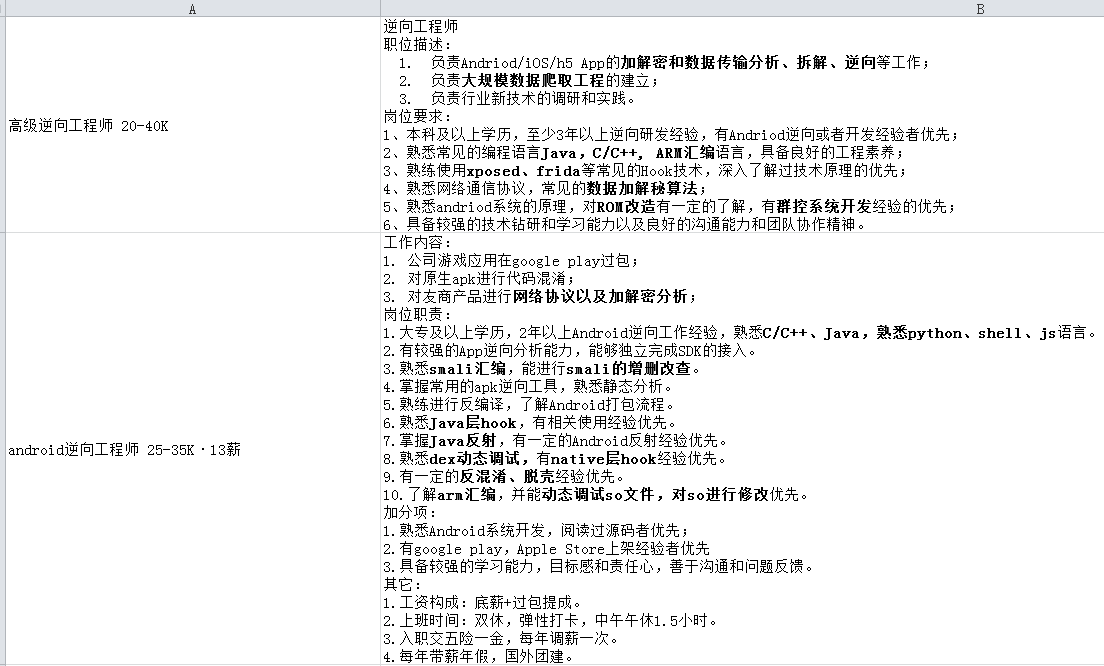 A
B
高级逆向工程师 20-40K
逆向工程师
职位描述：
1. 负责Andriod/iOS/h5 App的加解密和数据传输分析、拆解、逆向等工作；
2. 负责大规模数据爬取工程的建立；
3. 负责行业新技术的调研和实践。
岗位要求：
1、本科及以上学历，至少3年以上逆向研发经验，有Andriod逆向或者开发经验者优先；
2、熟悉常见的编程语言Java，C/C++, ARM汇编语言，具备良好的工程素养；
3、熟练使用xposed、frida等常见的Hook技术，深入了解过技术原理的优先；
4、熟悉网络通信协议，常见的数据加解秘算法；
5、熟悉andriod系统的原理，对ROM改造有一定的了解，有群控系统开发经验的优先；
6、具备较强的技术钻研和学习能力以及良好的沟通能力和团队协作精神。
android逆向工程师 25-35K·13薪
工作内容：
1. 公司游戏应用在google play过包；
2. 对原生apk进行代码混淆；
3. 对友商产品进行网络协议以及加解密分析；
岗位职责：
1.大专及以上学历，2年以上Android逆向工作经验，熟悉C/C++、Java，熟悉python、shell、js语言。
2.有较强的App逆向分析能力，能够独立完成SDK的接入。
3.熟悉smali汇编，能进行smali的增删改查。
4.掌握常用的apk逆向工具，熟悉静态分析。
5.熟练进行反编译，了解Android打包流程。
6.熟悉Java层hook，有相关使用经验优先。
7.掌握Java反射，有一定的Android反射经验优先。
8.熟悉dex动态调试，有native层hook经验优先。
9.有一定的反混淆、脱壳经验优先。
10.了解arm汇编，并能动态调试so文件，对so进行修改优先。
加分项：
1.熟悉Android系统开发，阅读过源码者优先；
2.有google play，Apple Store上架经验者优先
3.具备较强的学习能力，目标感和责任心，善于沟通和问题反馈。
其它：
1.工资构成：底薪+过包提成。
2.上班时间：双休，弹性打卡，中午午休1.5小时。
3.入职交五险一金，每年调薪一次。
4.每年带薪年假，国外团建。